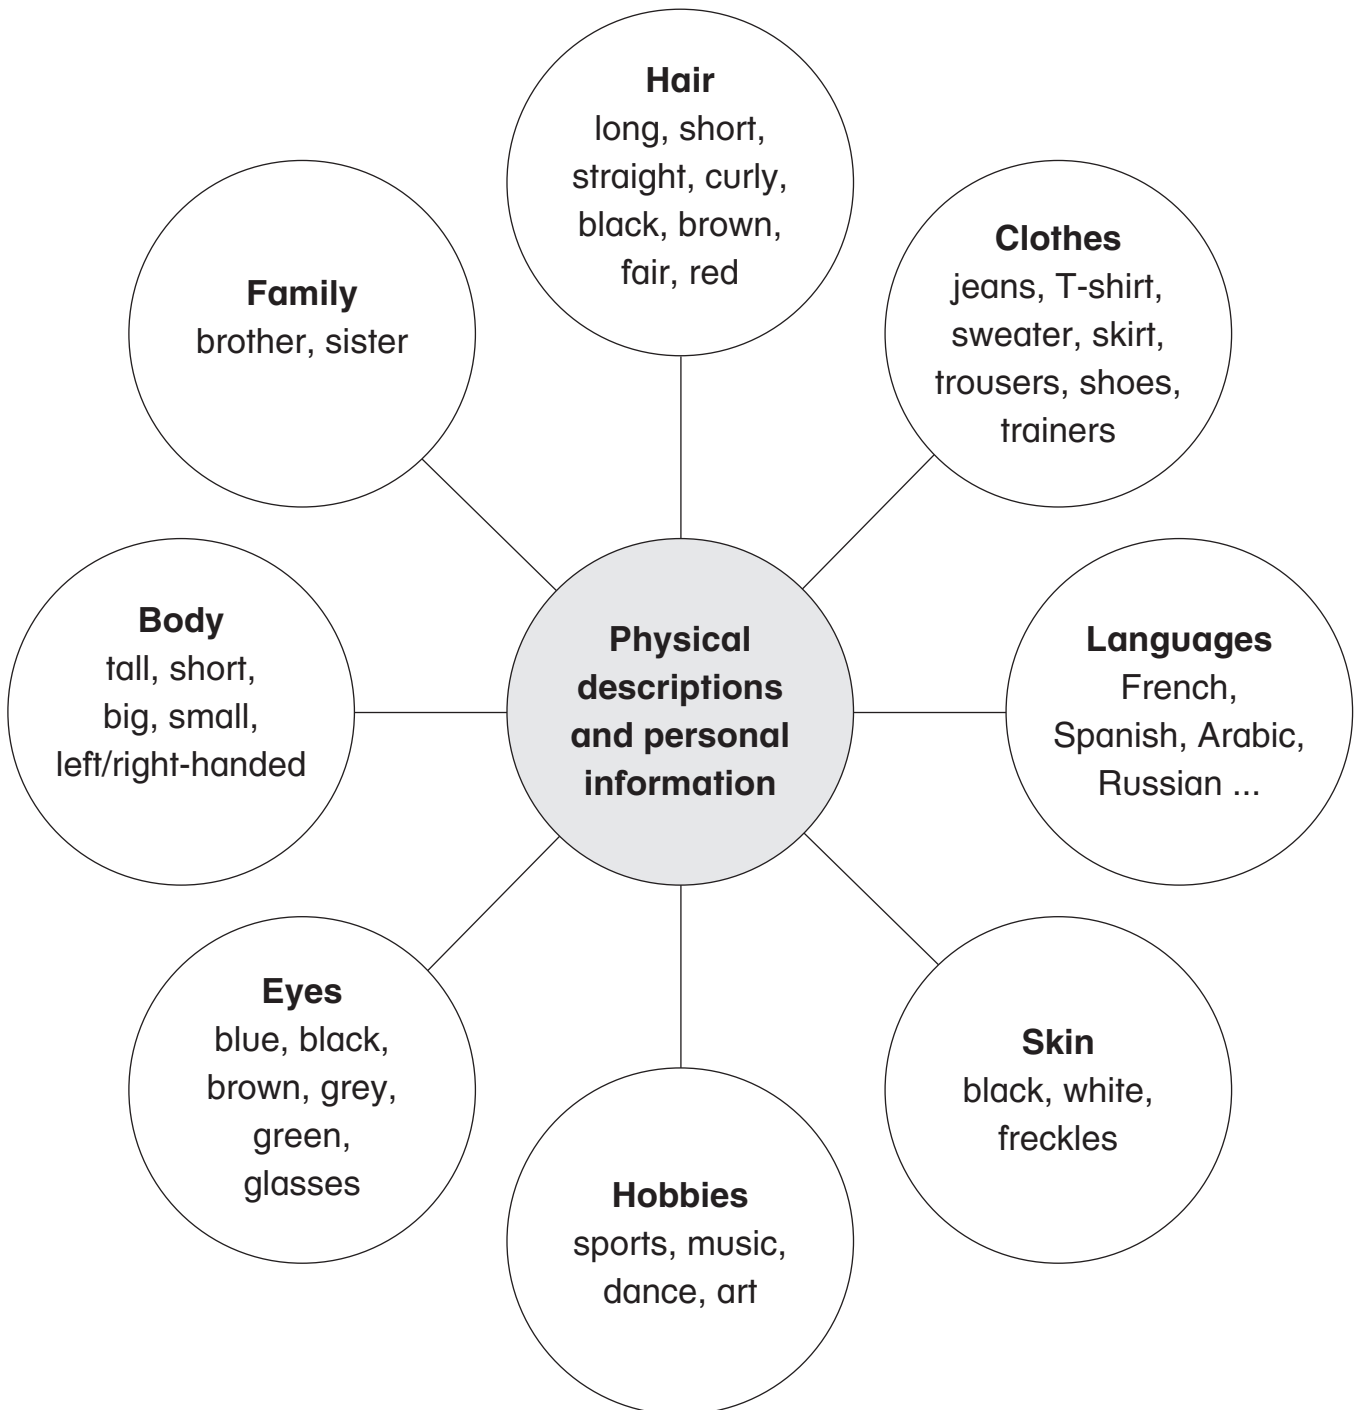 Hair
long, short,
straight, curly,
black, brown,
fair, red
Clothes
jeans, T-shirt,
sweater, skirt,
trousers, shoes,
trainers
Family
brother, sister
Body
tall, short,
big, small,
left/right-handed
Physical
descriptions
and personal
information
Languages
French,
Spanish, Arabic,
Russian ...
Eyes
blue, black,
brown, grey,
green,
glasses
Skin
black, white,
freckles
Hobbies
sports, music,
dance, art